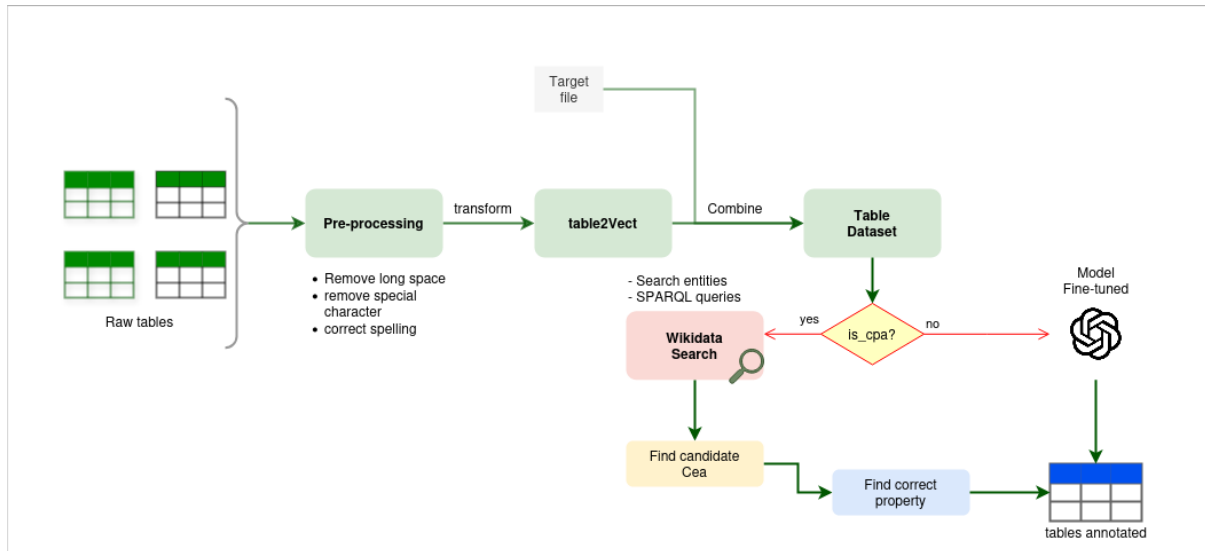 Target
file
Pre-processing
transform
table2Vect
Combine
Table
Dataset
Raw tables
• Remove long space
• remove special
character
• correct spelling
- Search entities
- SPARQL queries
Model
Fine-tuned
yes
is_cpa?
no
Wikidata
Search
Find candidate
Cea
Find correct
property
tables annotated